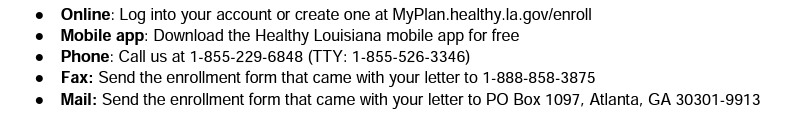 ● Online: Log into your account or create one at MyPlan.healthy.la.gov/enroll
● Mobile app: Download the Healthy Louisiana mobile app for free
● Phone: Call us at 1-855-229-6848 (TTY: 1-855-526-3346)
● Fax: Send the enrollment form that came with your letter to 1-888-858-3875
● Mail: Send the enrollment form that came with your letter to PO Box 1097, Atlanta, GA 30301-9913